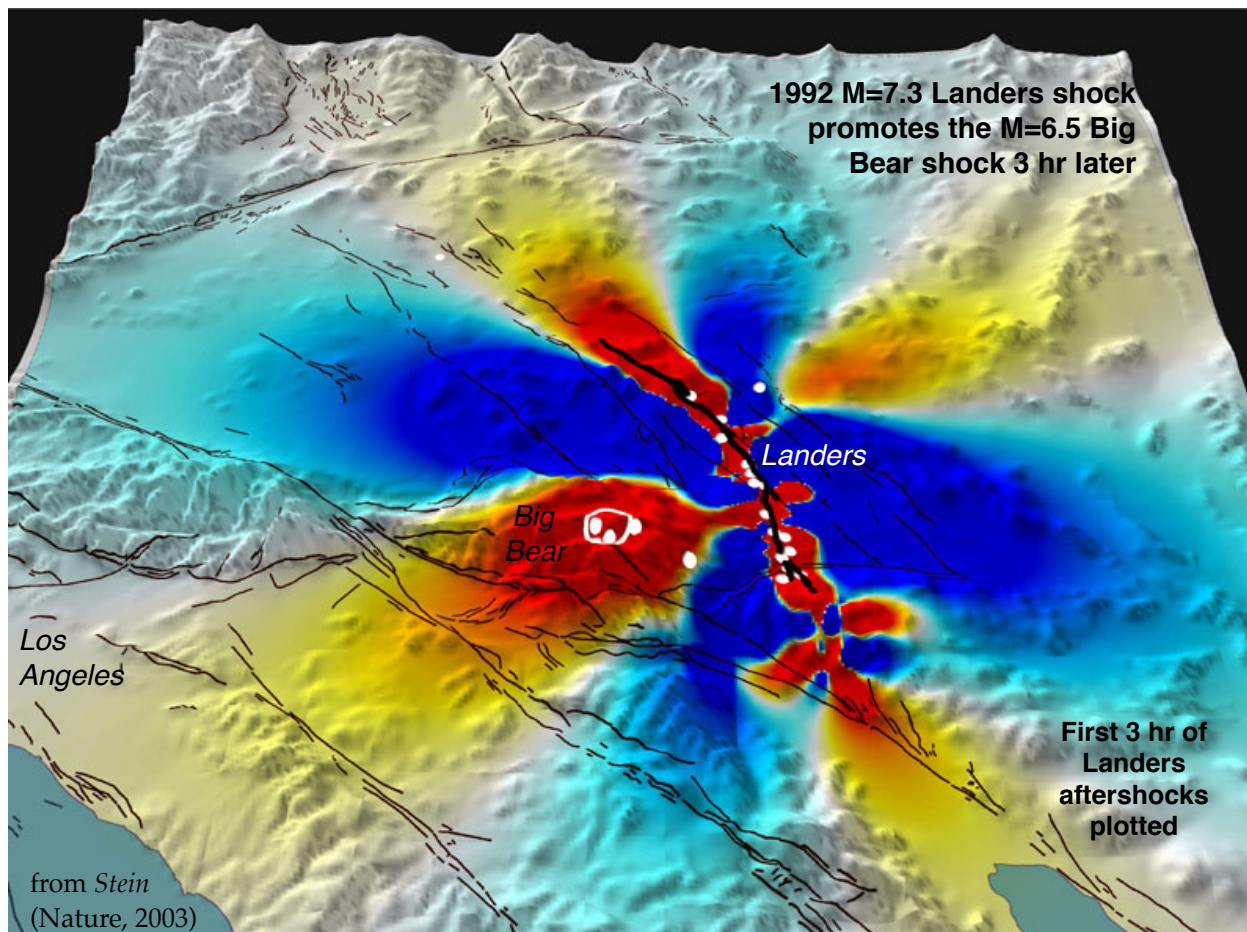 1992 M=7.3 Landers shock
promotes the M=6.5 Big
Bear shock 3 hr later
Landers
Big
Bear
Los
Angeles
First 3 hr of
Landers
aftershocks
plotted
from Stein
(Nature, 2003)